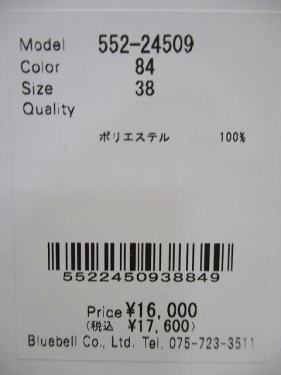 Model 552-24509
Color 84
Size 38
Quality
ポリエステル 100%
5522450938849
Price ¥16,000
(税込 ¥17,600)
Bluebell Co., Ltd. Tel. 075-723-3511